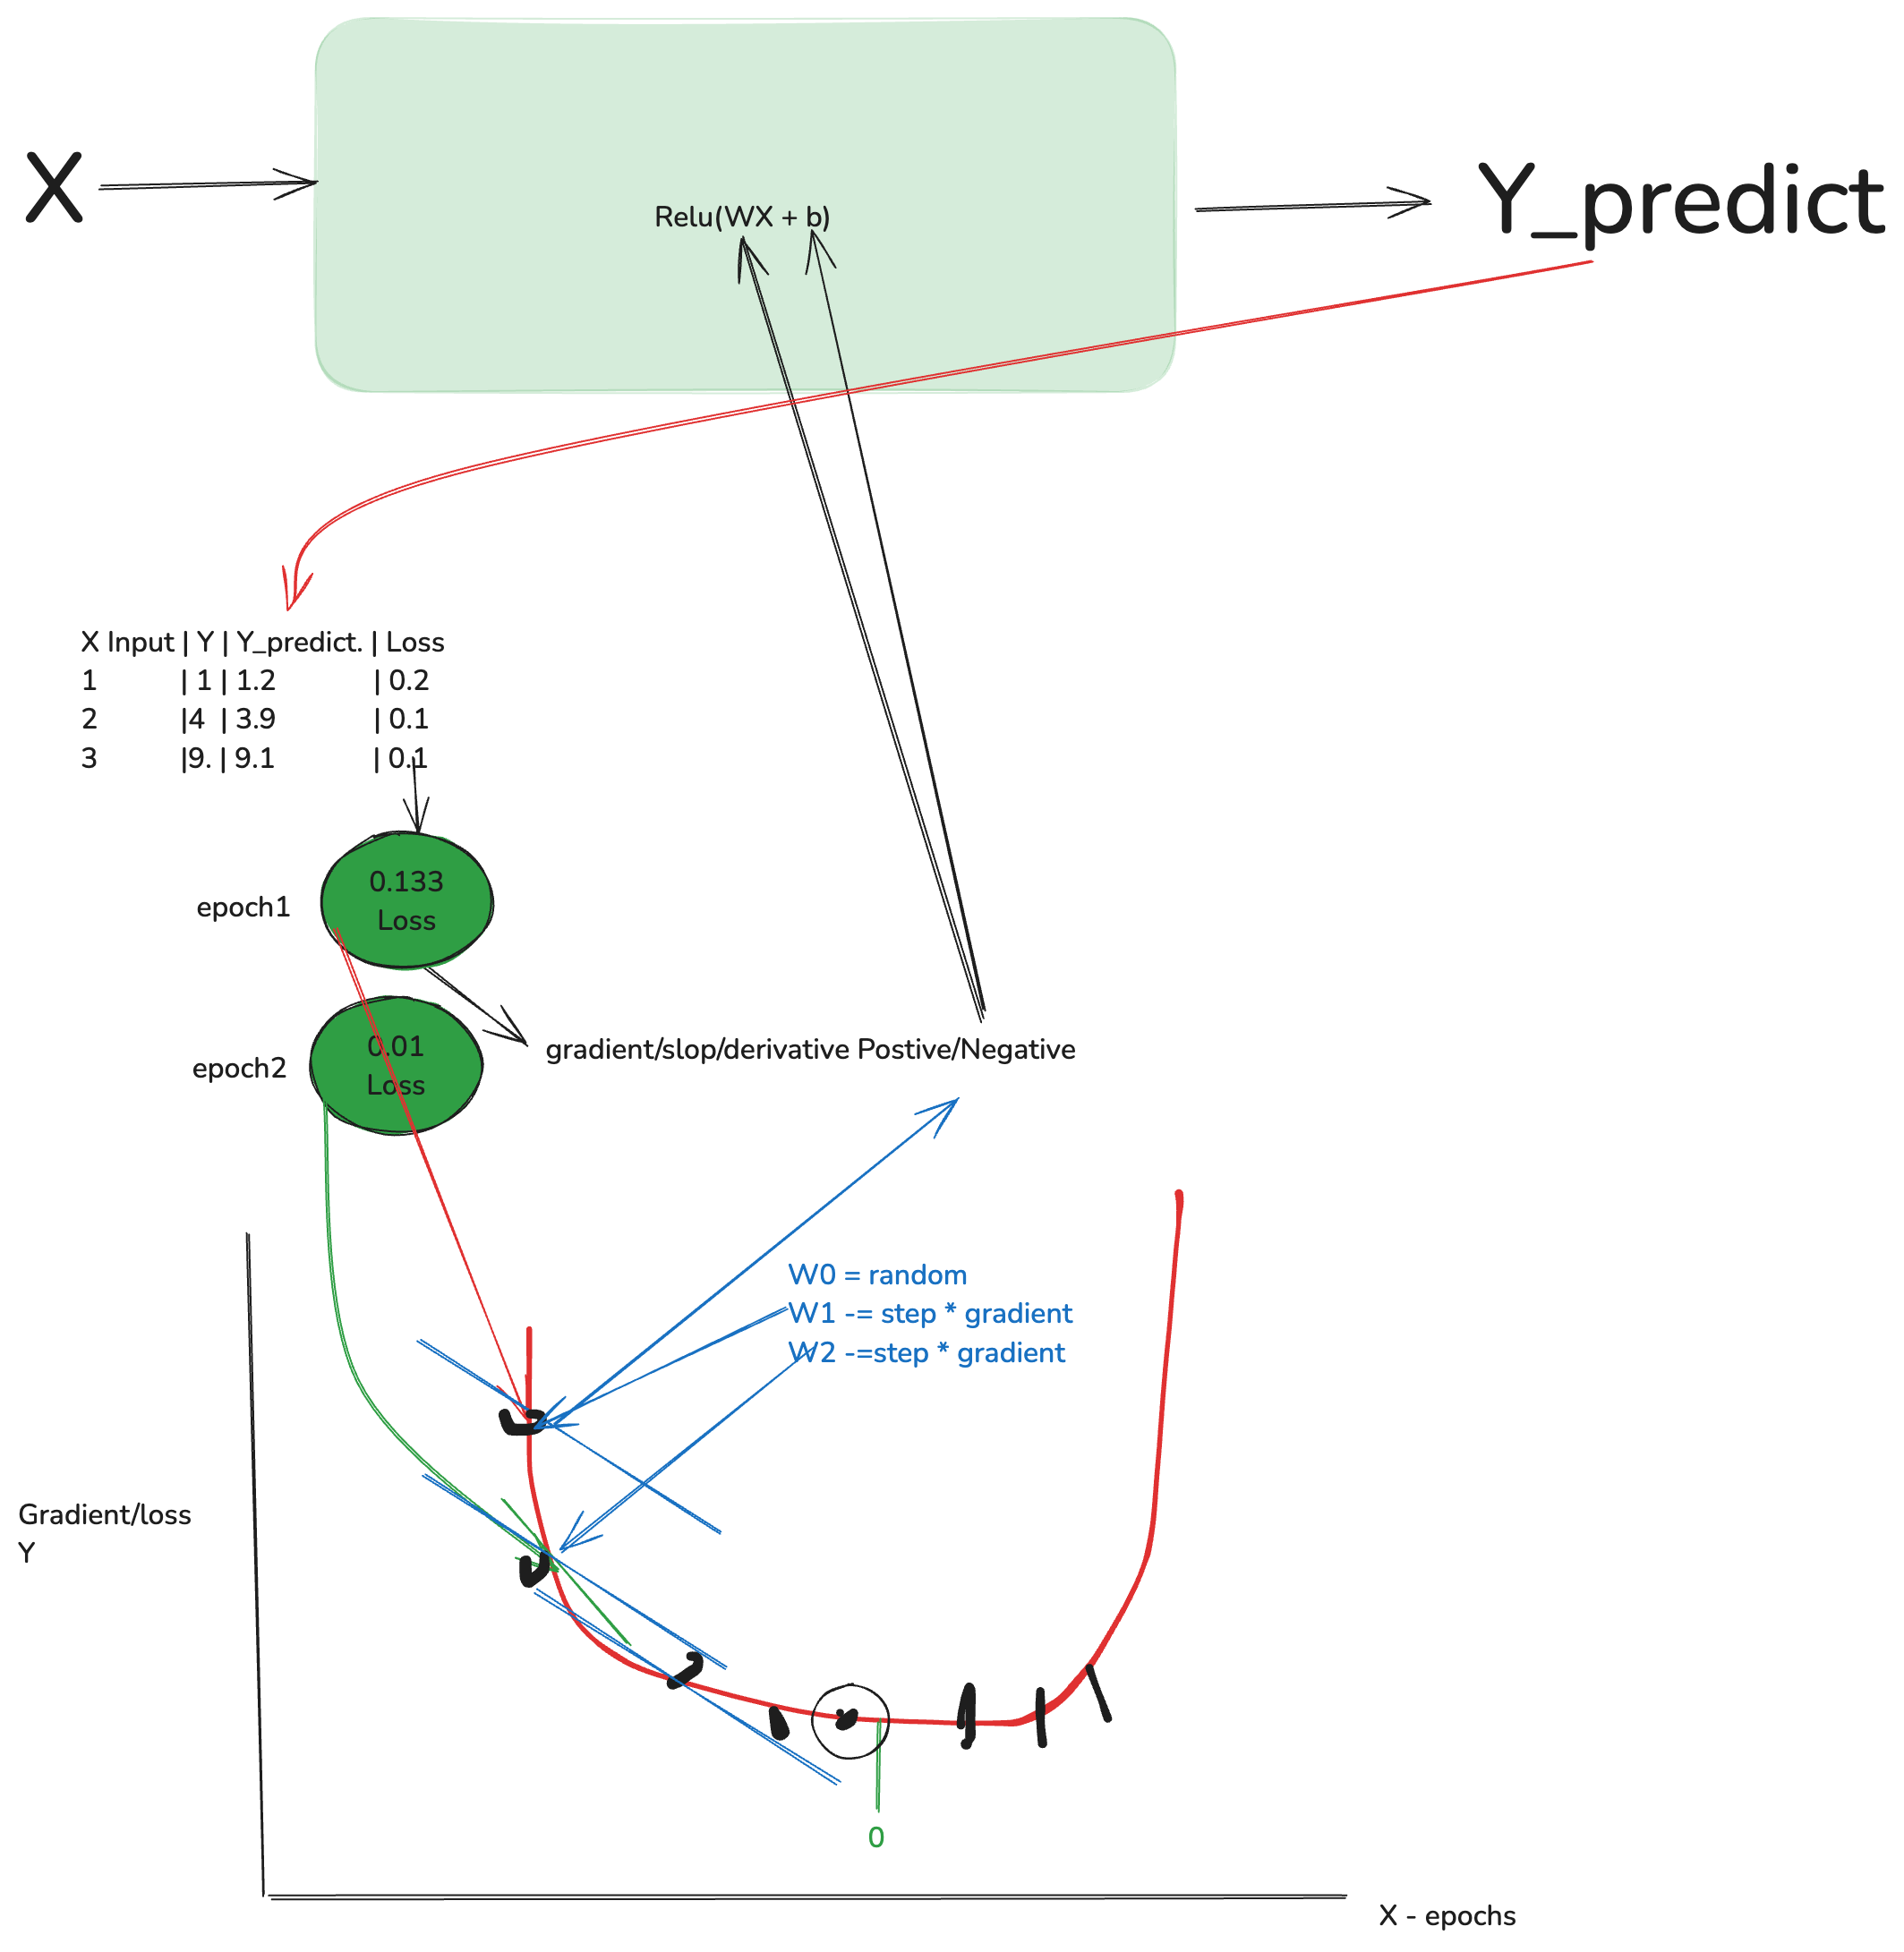 X
Relu(WX + b)
Y_predict
X Input | Y | Y_predict. | Loss
1 | 1 | 1.2 | 0.2
2 |4 | 3.9 | 0.1
3 |9. | 9.1 | 0.1
epoch1
0.133
Loss
epoch2
0.01
Loss
gradient/slop/derivative Postive/Negative
W0 = random
W1 -= step * gradient
W2 -=step * gradient
Gradient/loss
Y
0
X - epochs